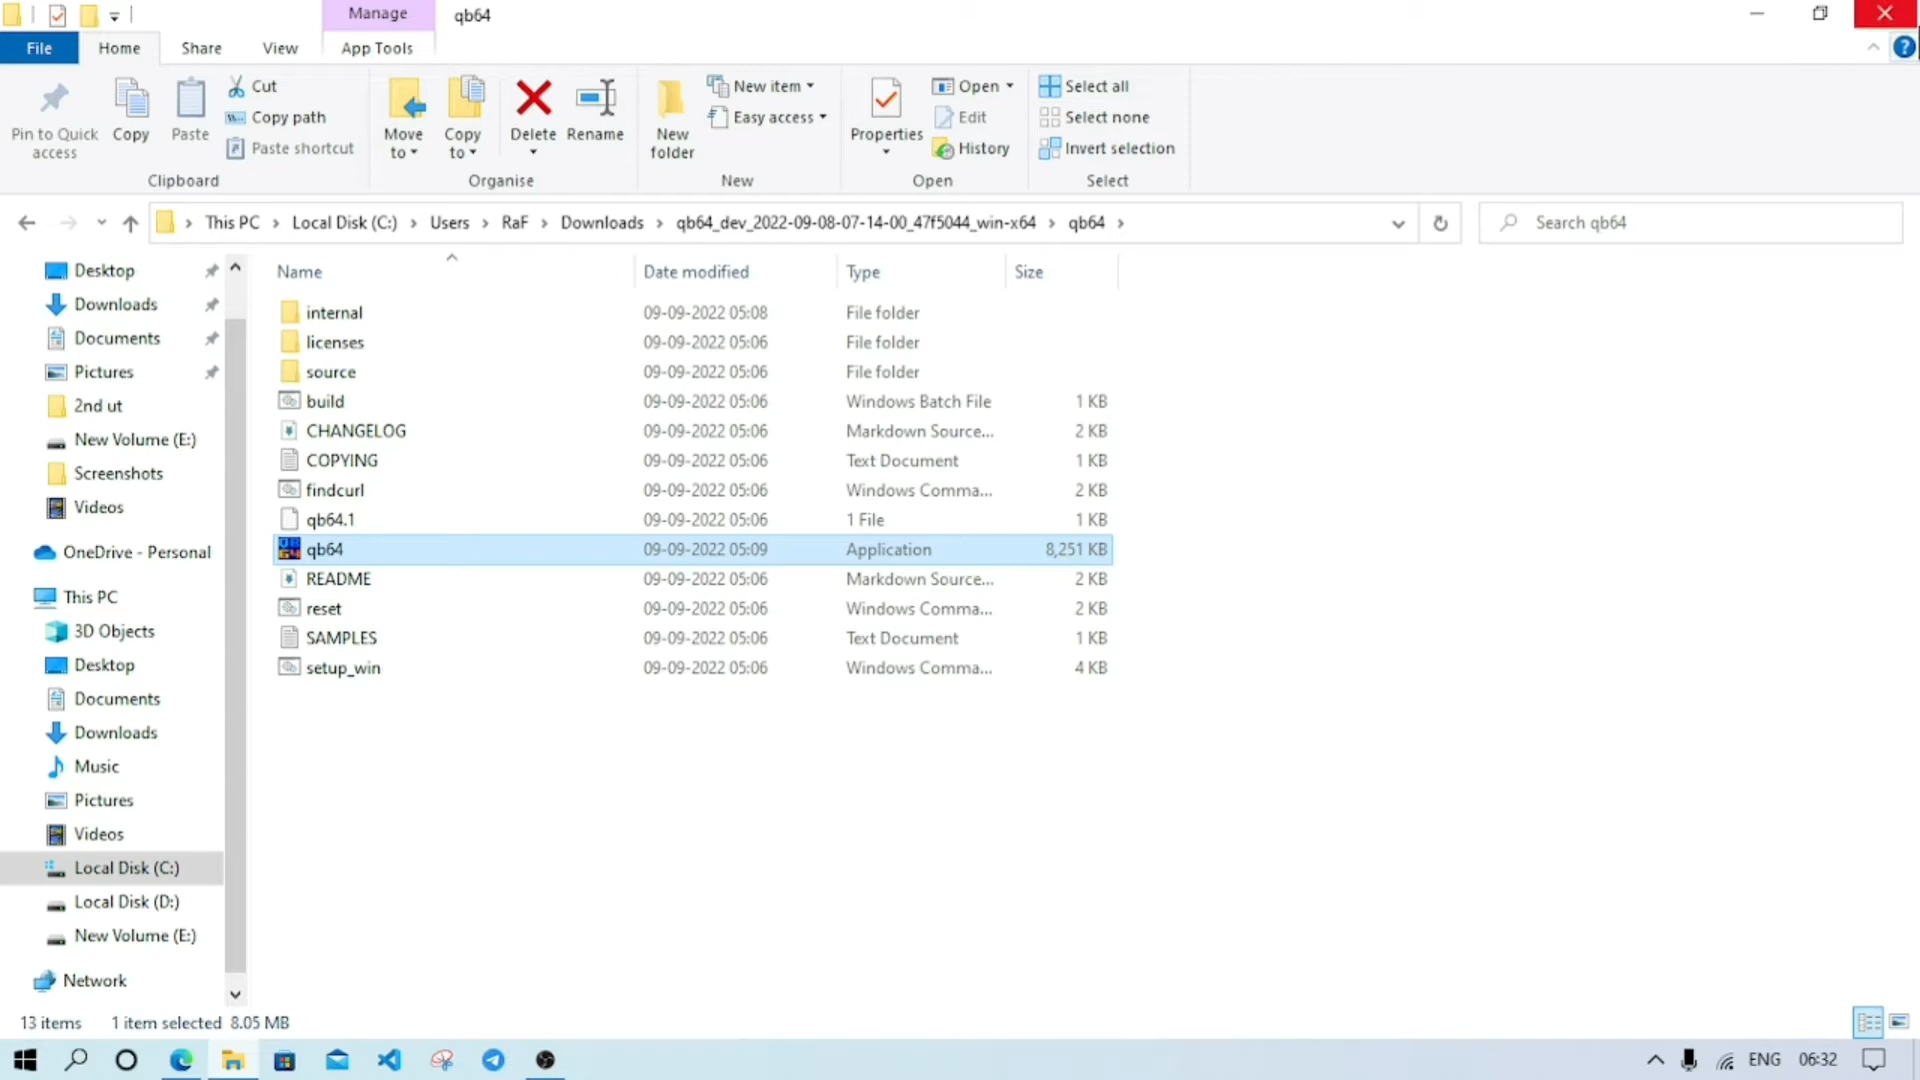 Manage
qb64
File
Home
Share
View
App Tools
Pin to Quick access
Copy
Paste
Cut
Copy path
Paste shortcut
Clipboard
Move to
Copy to
Delete
Rename
Organise
New folder
New item
Easy access
New
Properties
Open
Edit
History
Open
Select all
Select none
Invert selection
Select
This PC › Local Disk (C:) › Users › RaF › Downloads › qb64_dev_2022-09-08-07-14-00_47f5044_win-x64 › qb64 ›
Search qb64
Desktop
Downloads
Documents
Pictures
2nd ut
New Volume (E:)
Screenshots
Videos
OneDrive - Personal
This PC
3D Objects
Desktop
Documents
Downloads
Music
Pictures
Videos
Local Disk (C:)
Local Disk (D:)
New Volume (E:)
Network
Name Date modified Type Size
internal 09-09-2022 05:08 File folder
licenses 09-09-2022 05:06 File folder
source 09-09-2022 05:06 File folder
build 09-09-2022 05:06 Windows Batch File 1 KB
CHANGELOG 09-09-2022 05:06 Markdown Source... 2 KB
COPYING 09-09-2022 05:06 Text Document 1 KB
findcurl 09-09-2022 05:06 Windows Comma... 2 KB
qb64.1 09-09-2022 05:06 1 File 1 KB
qb64 09-09-2022 05:09 Application 8,251 KB
README 09-09-2022 05:06 Markdown Source... 2 KB
reset 09-09-2022 05:06 Windows Comma... 2 KB
SAMPLES 09-09-2022 05:06 Text Document 1 KB
setup_win 09-09-2022 05:06 Windows Comma... 4 KB
13 items 1 item selected 8.05 MB
ENG 06:32